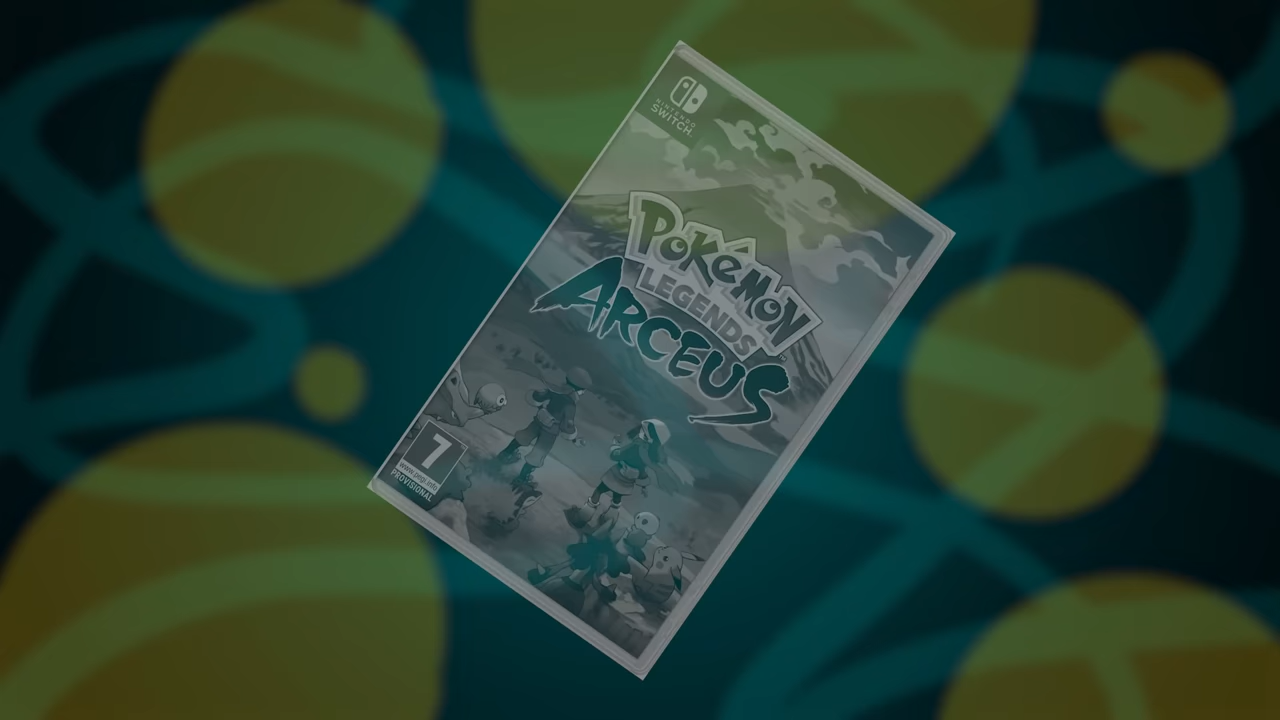 NINTENDO
SWITCH
POKéMON
LEGENDS
ARCEUS
7
www.pegi.info
PROVISIONAL